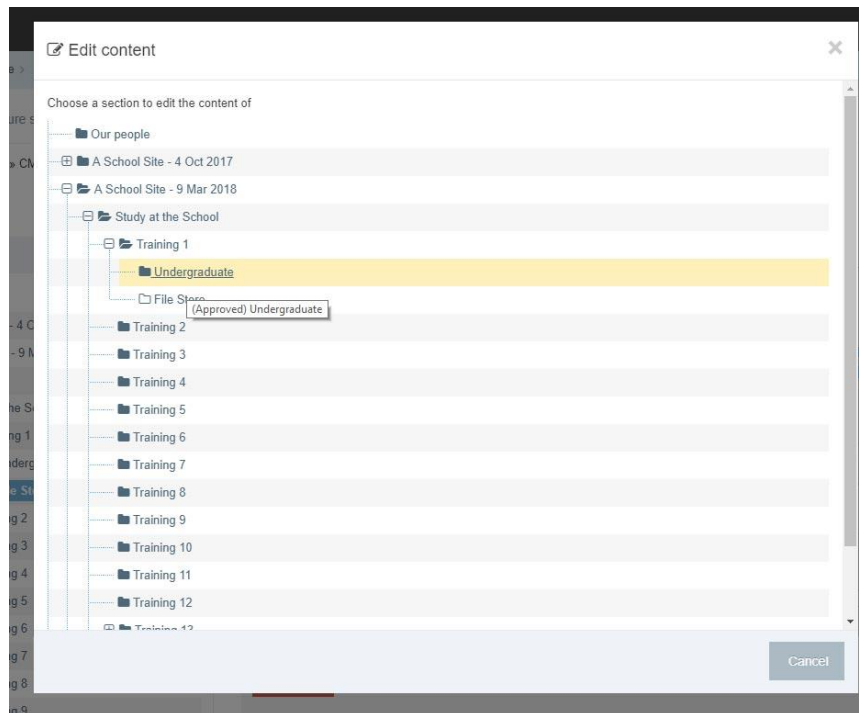 Edit content
Choose a section to edit the content of
Our people
A School Site - 4 Oct 2017
A School Site - 9 Mar 2018
Study at the School
Training 1
Undergraduate
File Store
(Approved) Undergraduate
Training 2
Training 3
Training 4
Training 5
Training 6
Training 7
Training 8
Training 9
Training 10
Training 11
Training 12
Training 13
Cancel